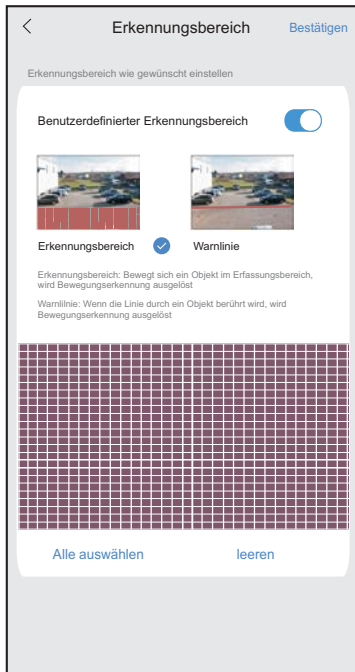 Erkennungsbereich
Bestätigen
Erkennungsbereich wie gewünscht einstellen
Benutzerdefinierter Erkennungsbereich
Erkennungsbereich
Warnlinie
Erkennungsbereich: Bewegt sich ein Objekt im Erfassungsbereich,
wird Bewegungserkennung ausgelöst
Warnlilnie: Wenn die Linie durch ein Objekt berührt wird, wird
Bewegungserkennung ausgelöst
Alle auswählen
leeren